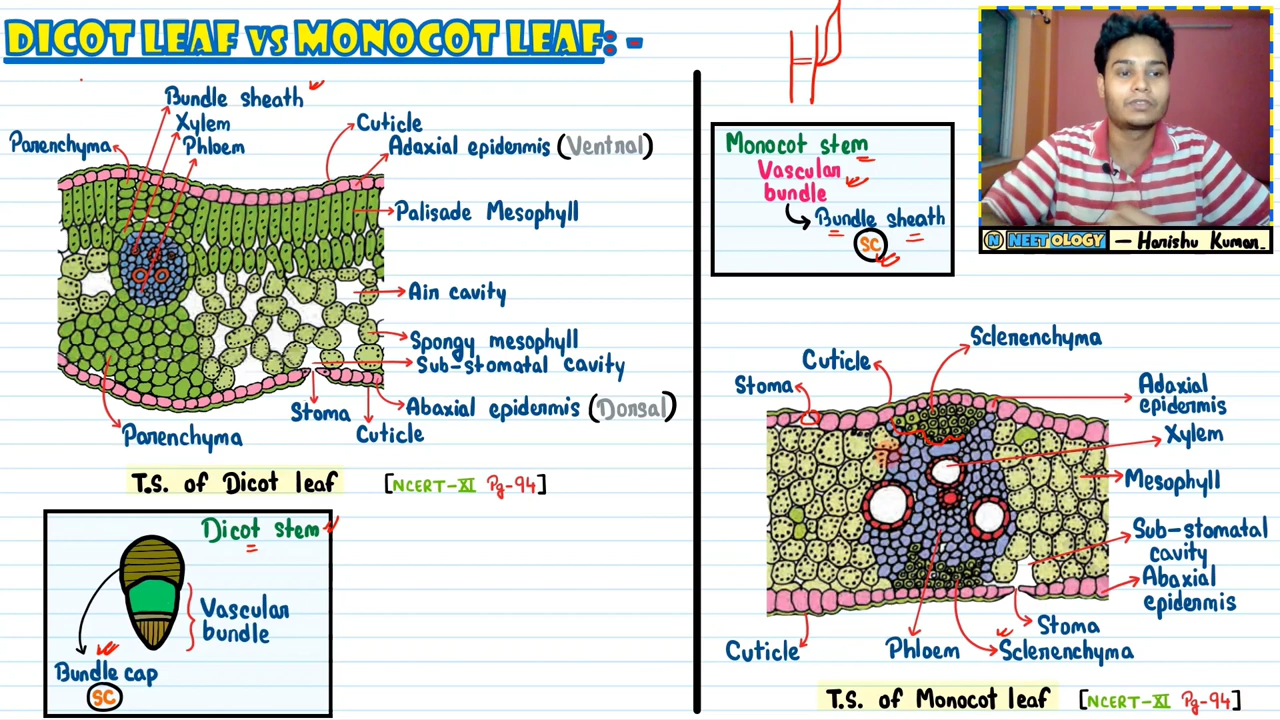 DICOT LEAF vs MONOCOT LEAF: -
Bundle sheath
Xylem
Phloem
Parenchyma
Cuticle
Adaxial epidermis (Ventral)
Palisade Mesophyll
Air cavity
Spongy mesophyll
Sub-stomatal cavity
Stoma
Abaxial epidermis (Dorsal)
Cuticle
Parenchyma
T.S. of Dicot leaf [NCERT-XI Pg-94]
Dicot stem
Vascular
bundle
Bundle cap
SC
Monocot stem
Vascular
bundle
Bundle sheath
SC
N NEETOLOGY - Harishu Kumar
Sclerenchyma
Cuticle
Stoma
Adaxial
epidermis
Xylem
Mesophyll
Sub-stomatal
cavity
Abaxial
epidermis
Stoma
Cuticle
Phloem
Sclerenchyma
T.S. of Monocot leaf [NCERT-XI Pg-94]